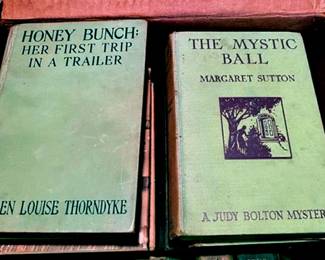 HONEY BUNCH:
HER FIRST TRIP
IN A TRAILER
EN LOUISE THORNDYKE
THE MYSTIC
BALL
MARGARET SUTTON
A JUDY BOLTON MYSTER